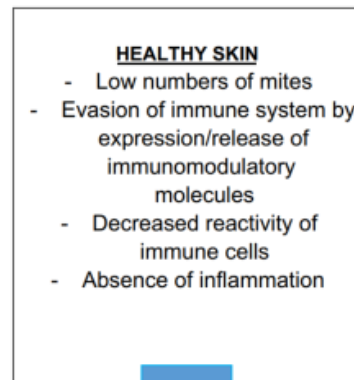 HEALTHY SKIN
- Low numbers of mites
- Evasion of immune system by
expression/release of
immunomodulatory
molecules
- Decreased reactivity of
immune cells
- Absence of inflammation